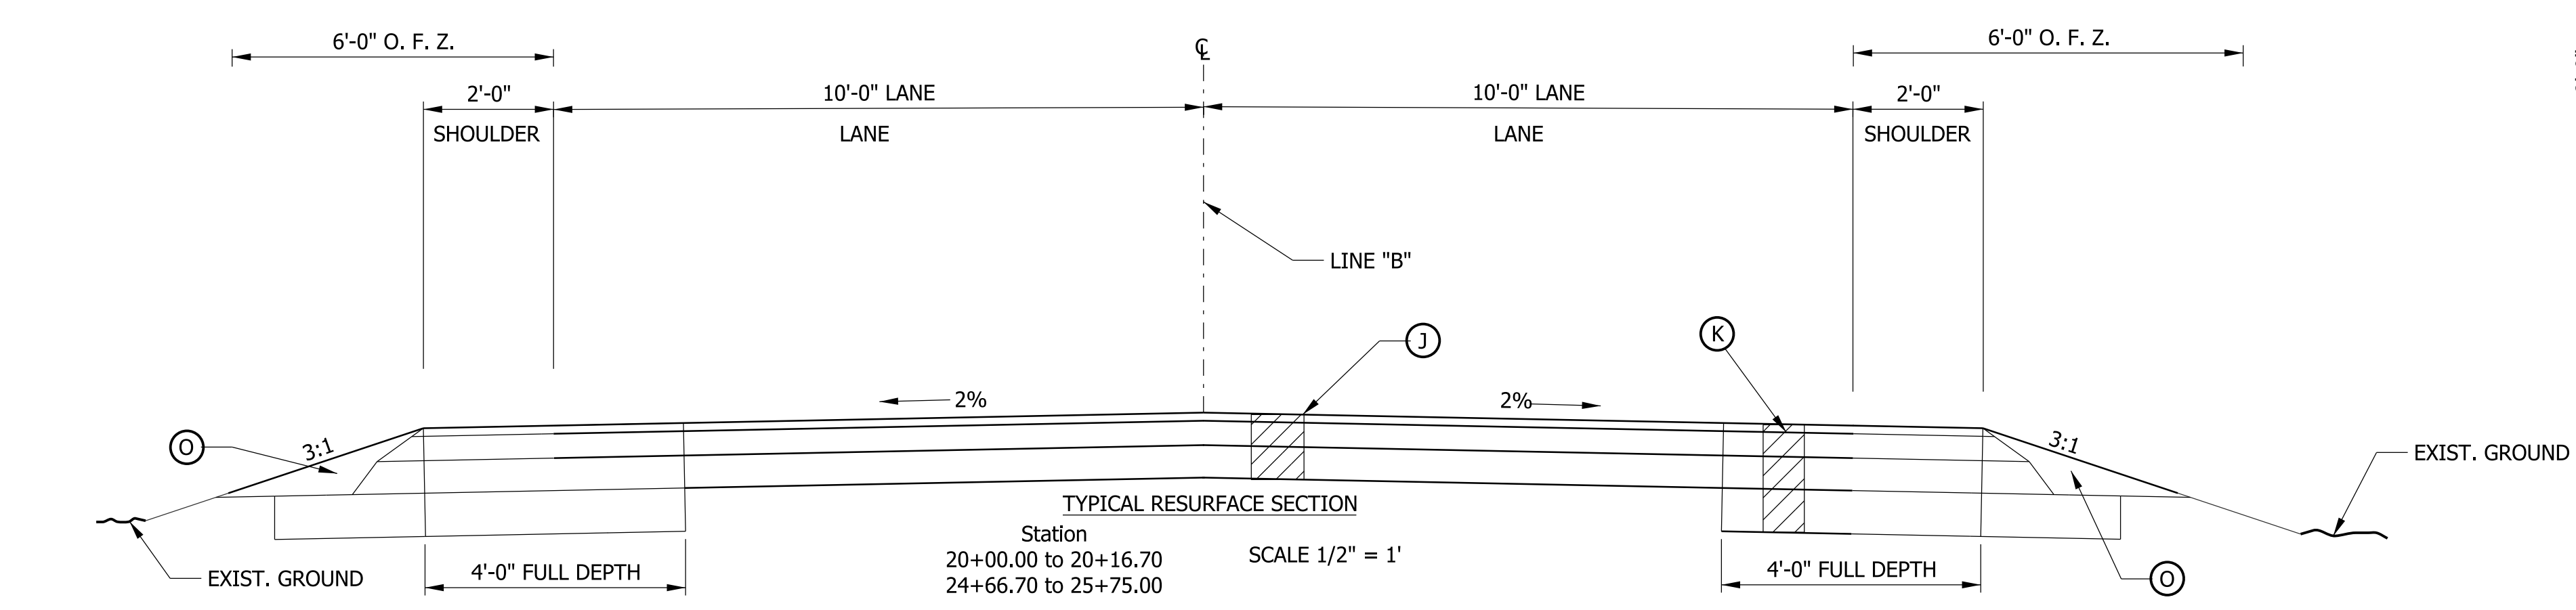 6'-0" O. F. Z.
6'-0" O. F. Z.
℄
2'-0"
10'-0" LANE
10'-0" LANE
2'-0"
SHOULDER
LANE
LANE
SHOULDER
LINE "B"
J
K
2%
2%
O
3:1
3:1
EXIST. GROUND
TYPICAL RESURFACE SECTION
Station
20+00.00 to 20+16.70
24+66.70 to 25+75.00
SCALE 1/2" = 1'
EXIST. GROUND
4'-0" FULL DEPTH
4'-0" FULL DEPTH
O